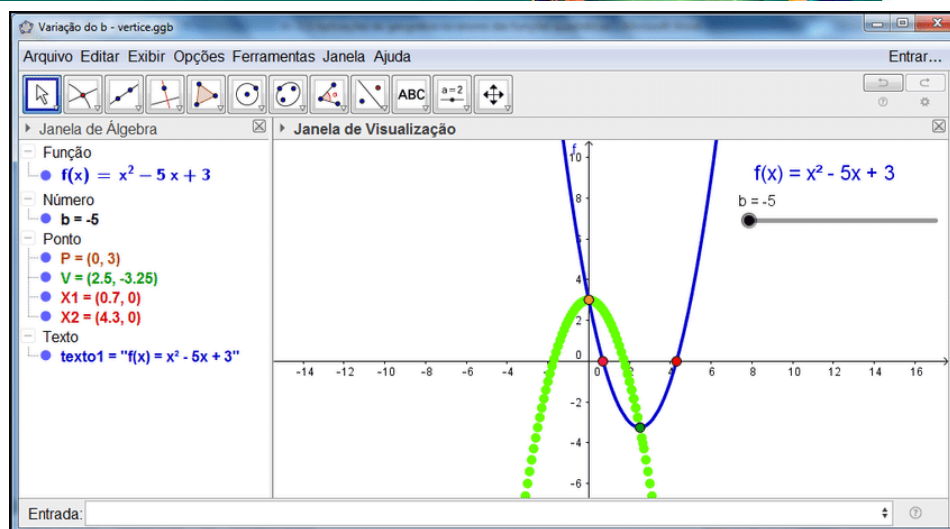 Variação do b - vertice.ggb
Arquivo Editar Exibir Opções Ferramentas Janela Ajuda Entrar...
ABC a=2
Janela de Álgebra
Janela de Visualização
Função
f(x) = x² − 5 x + 3
Número
b = -5
Ponto
P = (0, 3)
V = (2.5, -3.25)
X1 = (0.7, 0)
X2 = (4.3, 0)
Texto
texto1 = "f(x) = x² - 5x + 3"
f
f(x) = x² - 5x + 3
b = -5
10
8
6
4
2
0
-2
-4
-6
-14 -12 -10 -8 -6 -4 0 2 4 6 8 10 12 14 16
Entrada: